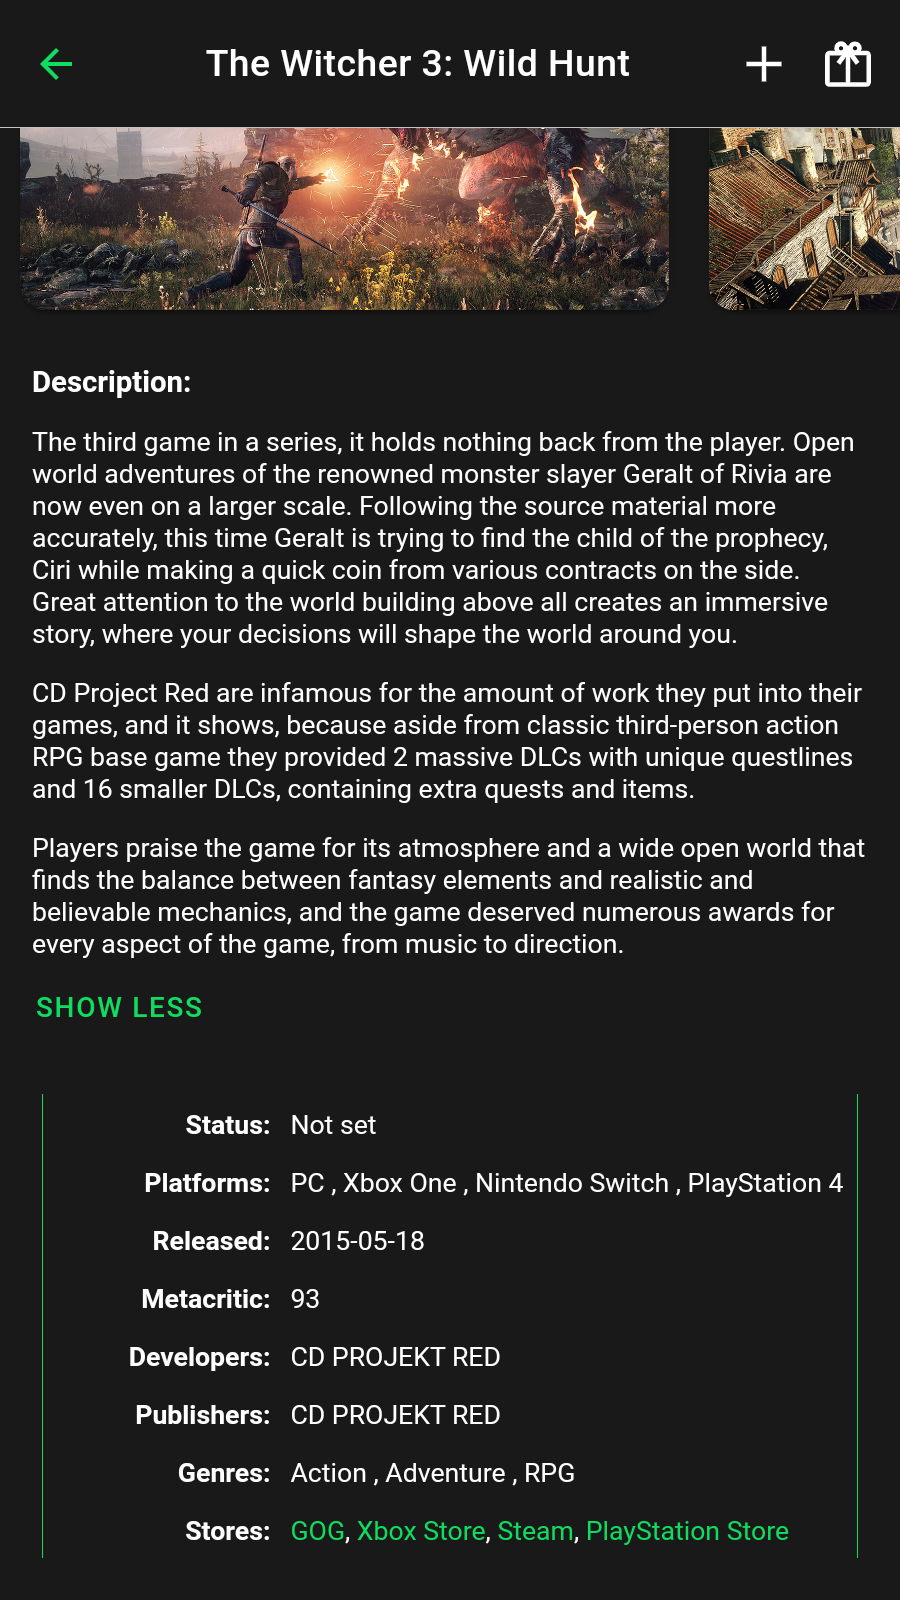 The Witcher 3: Wild Hunt
Description:
The third game in a series, it holds nothing back from the player. Open
world adventures of the renowned monster slayer Geralt of Rivia are
now even on a larger scale. Following the source material more
accurately, this time Geralt is trying to find the child of the prophecy,
Ciri while making a quick coin from various contracts on the side.
Great attention to the world building above all creates an immersive
story, where your decisions will shape the world around you.
CD Project Red are infamous for the amount of work they put into their
games, and it shows, because aside from classic third-person action
RPG base game they provided 2 massive DLCs with unique questlines
and 16 smaller DLCs, containing extra quests and items.
Players praise the game for its atmosphere and a wide open world that
finds the balance between fantasy elements and realistic and
believable mechanics, and the game deserved numerous awards for
every aspect of the game, from music to direction.
SHOW LESS
Status: Not set
Platforms: PC , Xbox One , Nintendo Switch , PlayStation 4
Released: 2015-05-18
Metacritic: 93
Developers: CD PROJEKT RED
Publishers: CD PROJEKT RED
Genres: Action , Adventure , RPG
Stores: GOG, Xbox Store, Steam, PlayStation Store